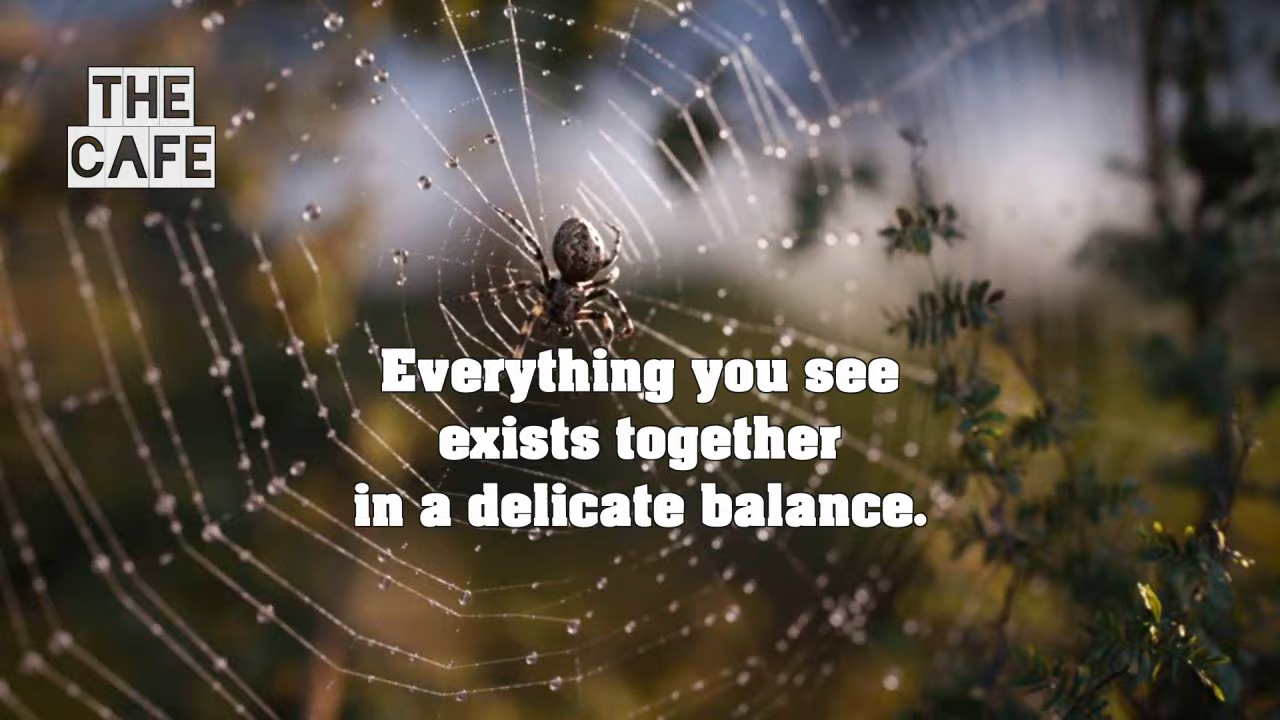 THE
CAFE
Everything you see
exists together
in a delicate balance.